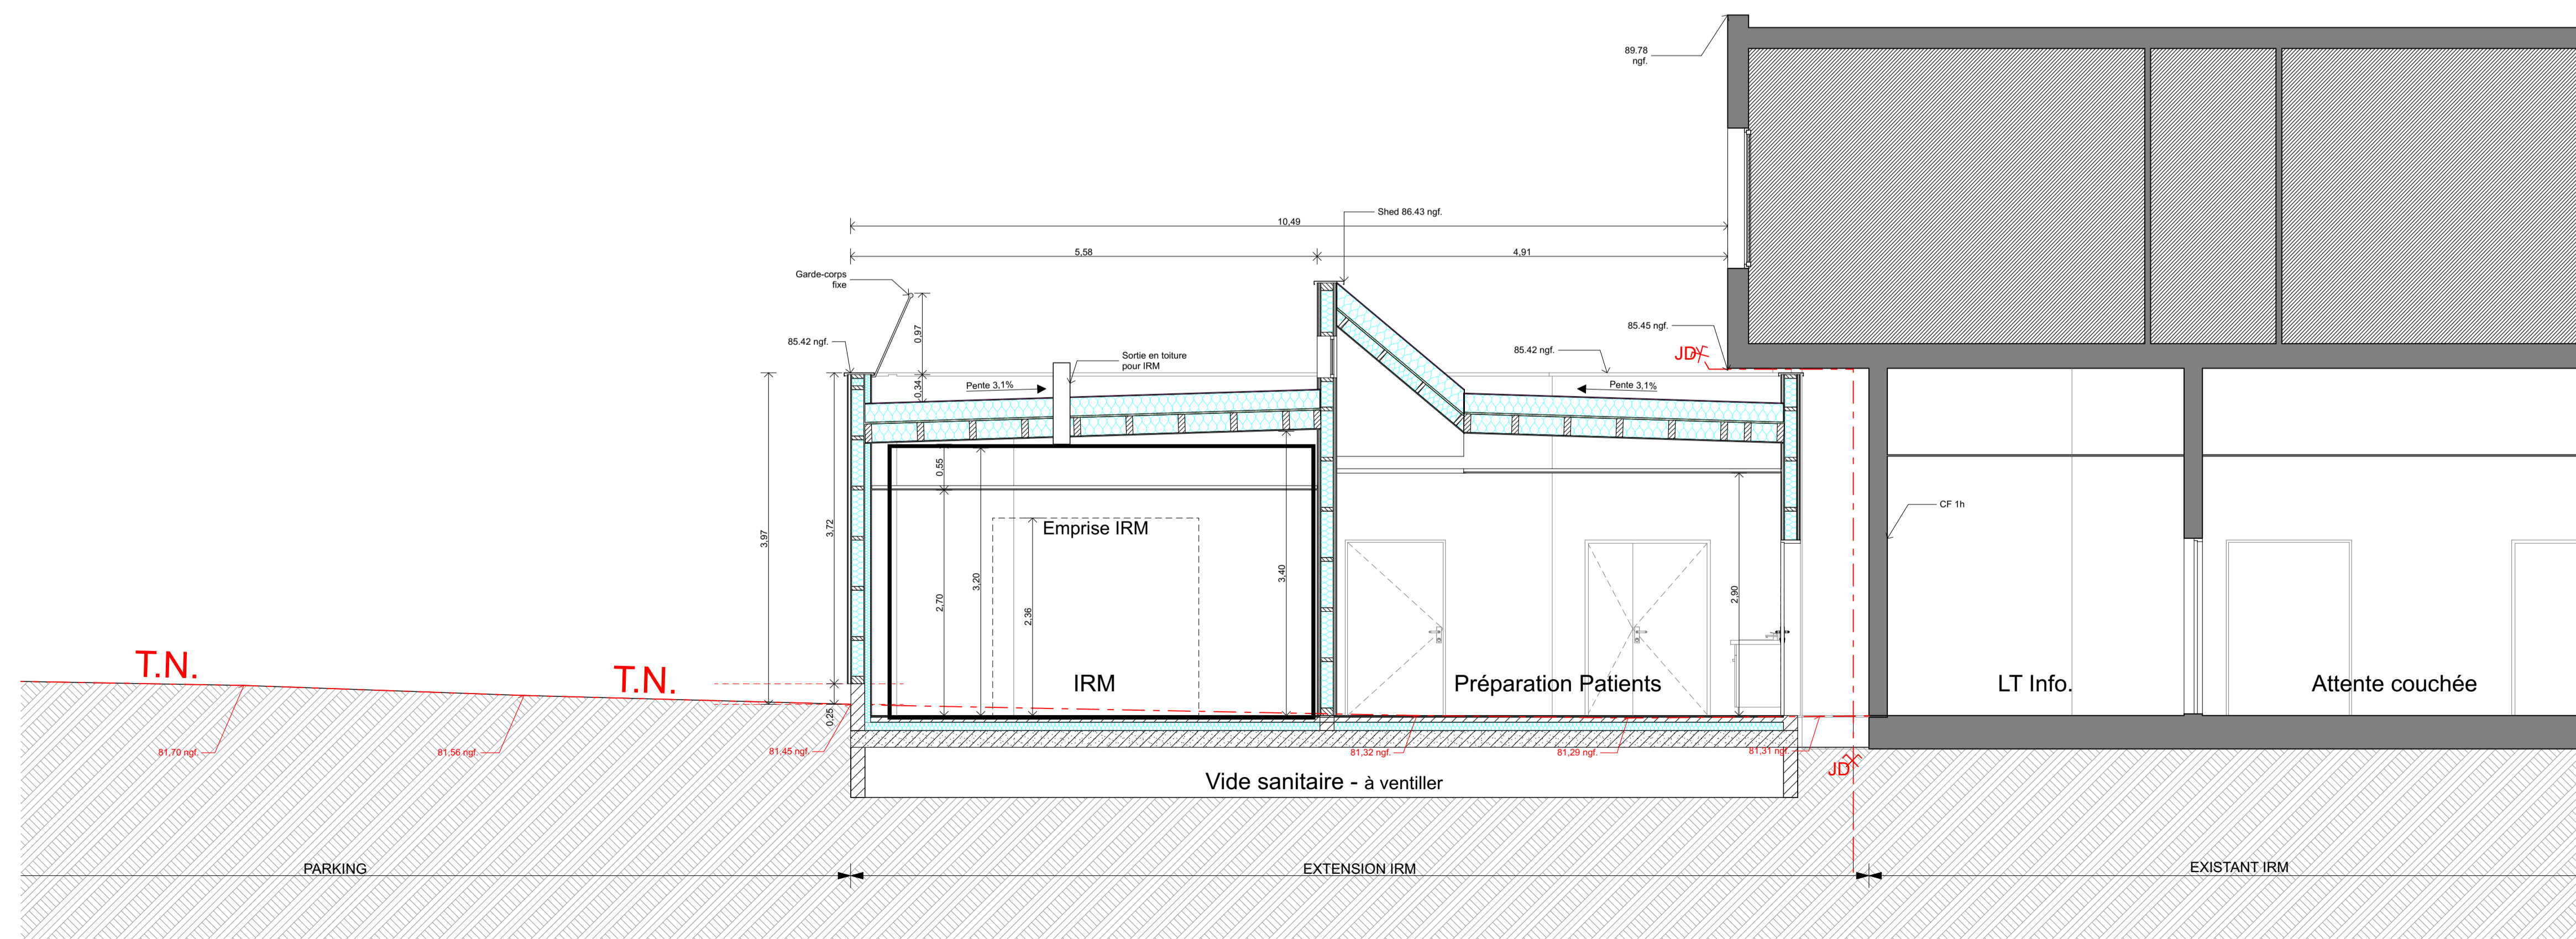 89.78
ngf.
Shed 86.43 ngf.
10,49
5,58
4,91
Garde-corps
fixe
0,97
85.45 ngf.
85.42 ngf.
Sortie en toiture
pour IRM
85.42 ngf.
JD
Pente 3,1%
0,34
Pente 3,1%
0,55
CF 1h
Emprise IRM
3,97
3,72
3,20
3,40
2,70
2,36
2,90
T.N.
T.N.
IRM
Préparation Patients
LT Info.
Attente couchée
0,25
81,70 ngf.
81,56 ngf.
81,45 ngf.
81,32 ngf.
81,29 ngf.
81,31 ngf.
JD
Vide sanitaire - à ventiller
PARKING
EXTENSION IRM
EXISTANT IRM